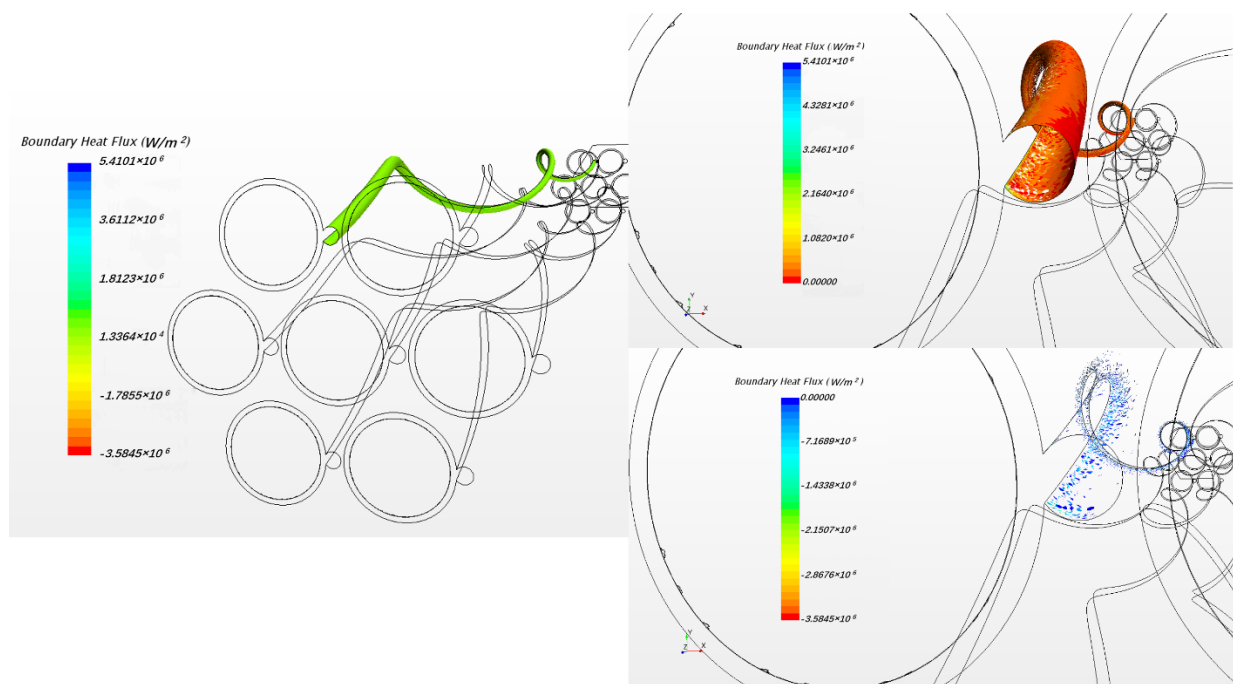 Boundary Heat Flux (W/m²)
5.4101×10⁶
3.6112×10⁶
1.8123×10⁶
1.3364×10⁴
-1.7855×10⁶
-3.5845×10⁶
Boundary Heat Flux (W/m²)
5.4101×10⁶
4.3281×10⁶
3.2461×10⁶
2.1640×10⁶
1.0820×10⁶
0.00000
Y
Z X
Boundary Heat Flux (W/m²)
0.00000
-7.1689×10⁵
-1.4338×10⁶
-2.1507×10⁶
-2.8676×10⁶
-3.5845×10⁶
Y
Z X